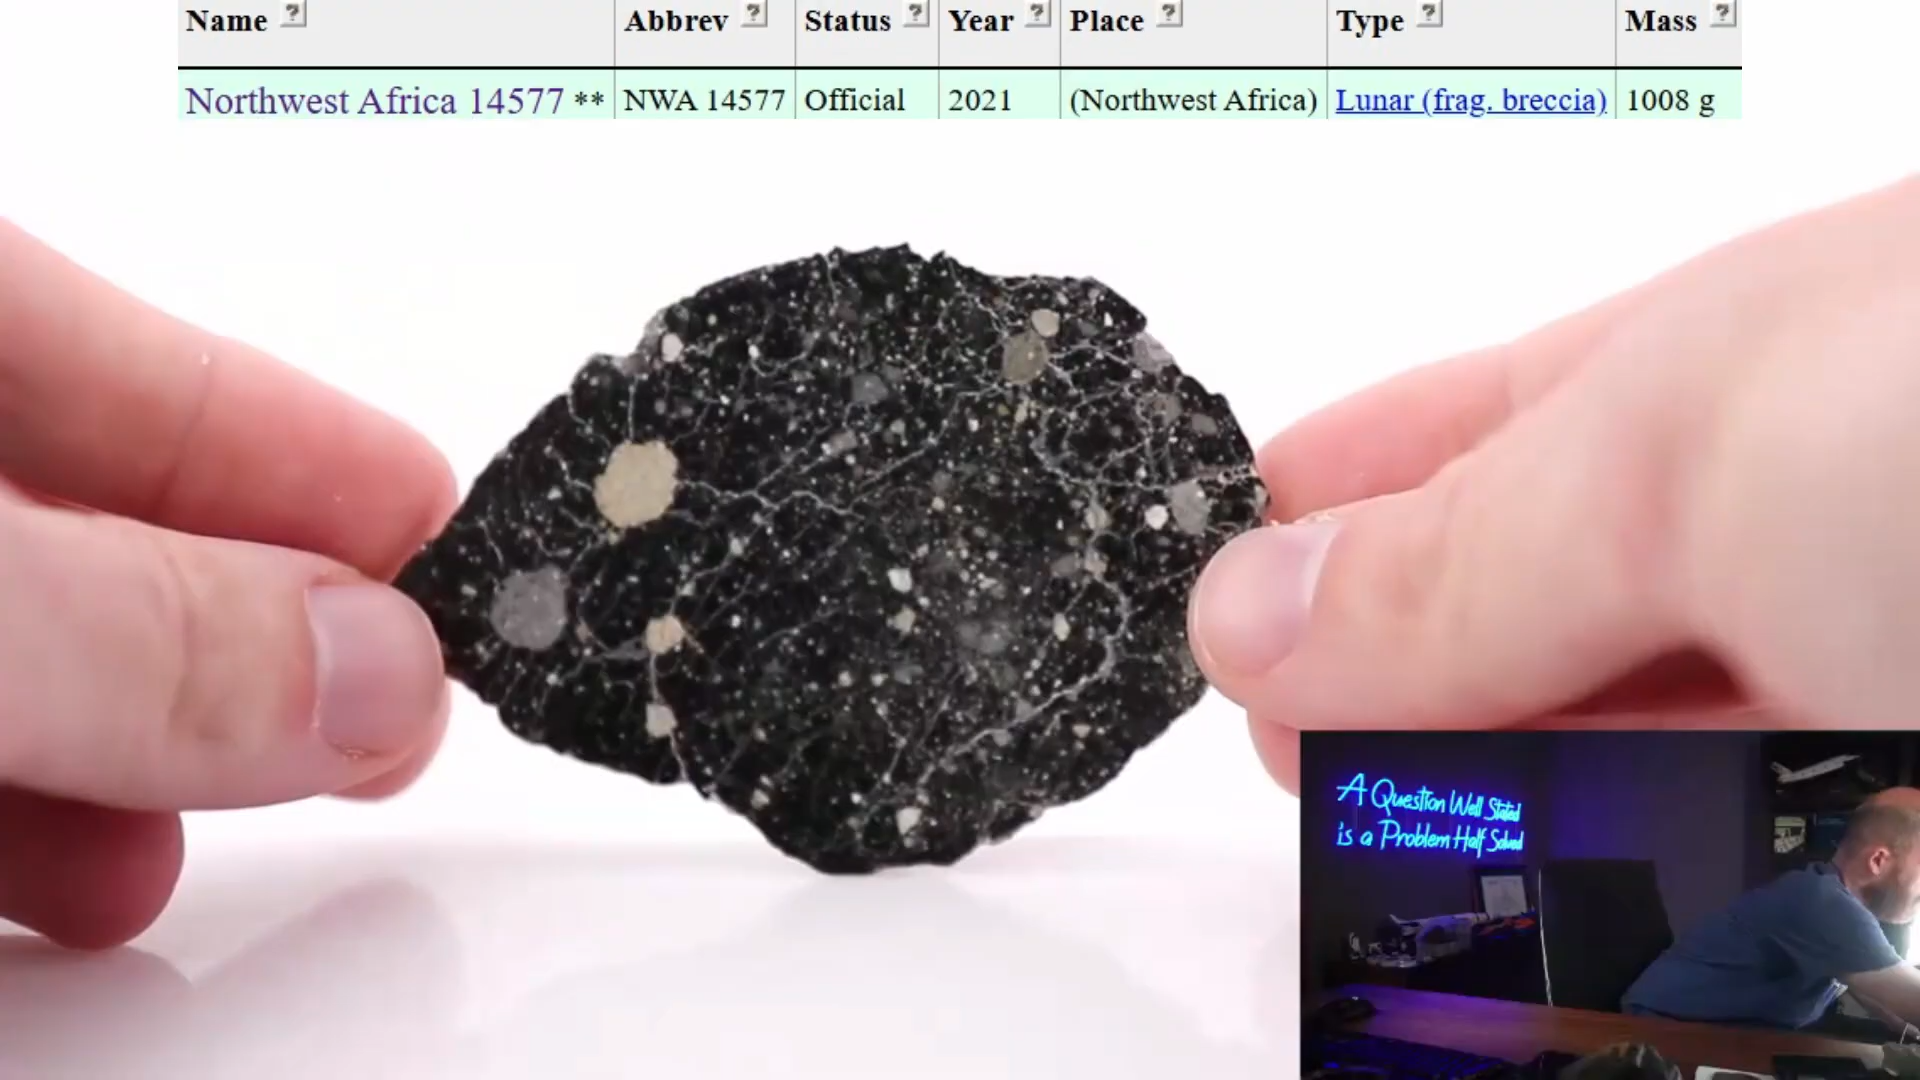 Name ? Abbrev ? Status ? Year ? Place ? Type ? Mass ?
Northwest Africa 14577 ** NWA 14577 Official 2021 (Northwest Africa) Lunar (frag. breccia) 1008 g
A Question Well Stated
is a Problem Half Solved